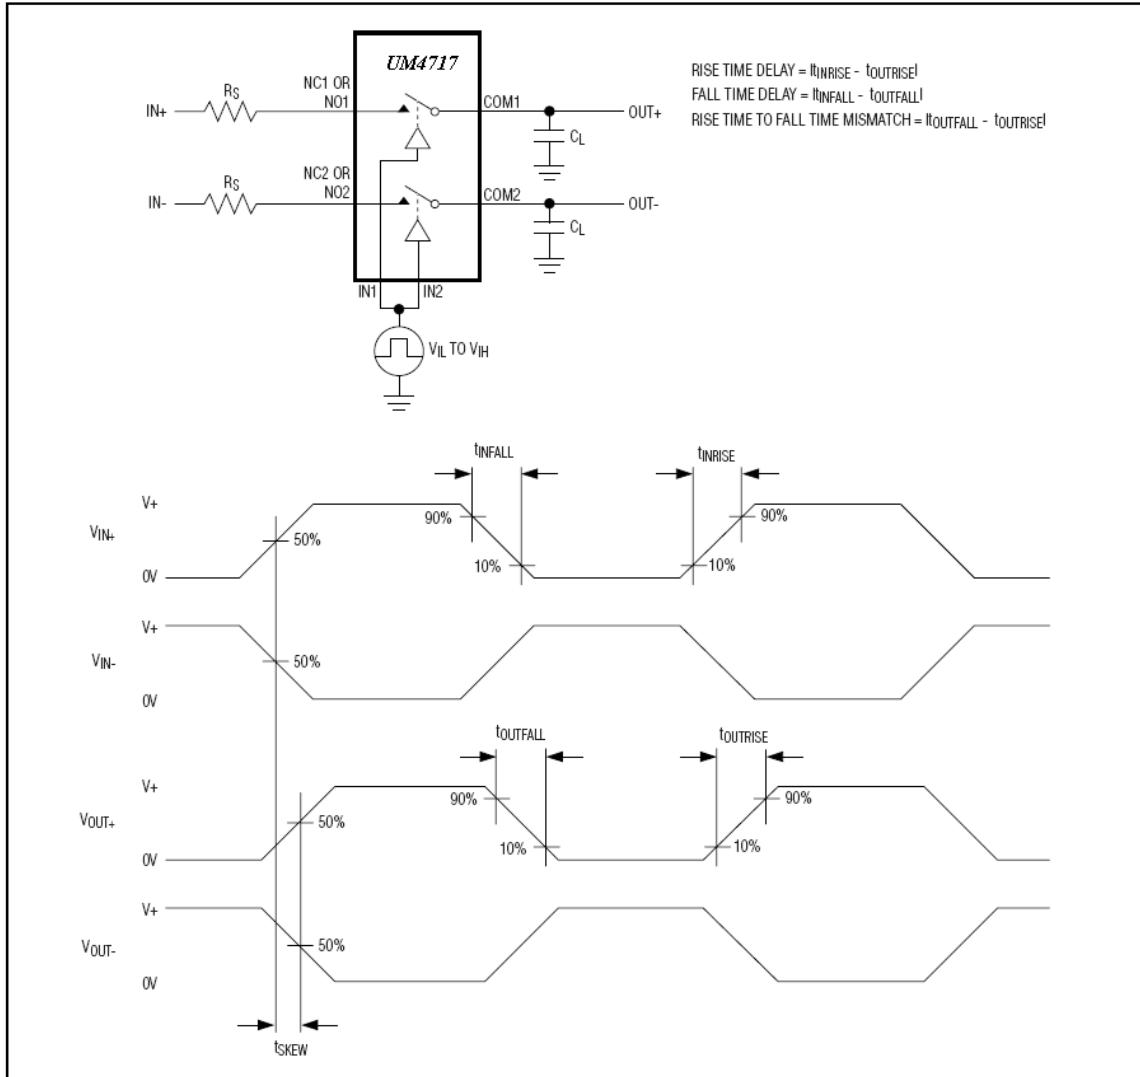 UM4717
RISE TIME DELAY = |tINRISE - tOUTRISE|
FALL TIME DELAY = |tINFALL - tOUTFALL|
RISE TIME TO FALL TIME MISMATCH = |tOUTFALL - tOUTRISE|
IN+
RS
NC1 OR
NO1
COM1
OUT+
CL
IN-
RS
NC2 OR
NO2
COM2
OUT-
CL
IN1
IN2
VIL TO VIH
tINFALL
tINRISE
V+
VIN+
0V
50%
90%
10%
10%
90%
V+
VIN-
0V
50%
tOUTFALL
tOUTRISE
V+
VOUT+
0V
50%
90%
10%
10%
90%
V+
VOUT-
0V
50%
tSKEW